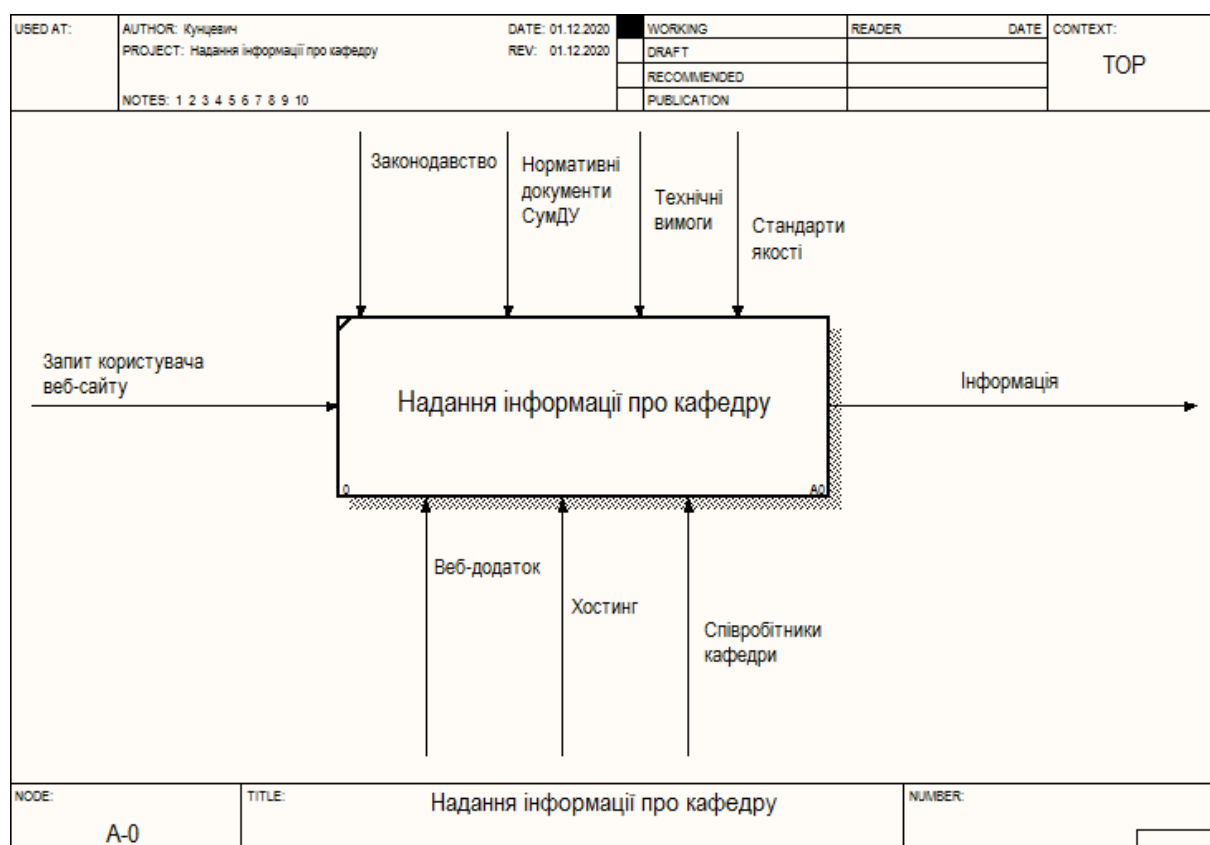 USED AT:
AUTHOR: Кунцевич
DATE: 01.12.2020
WORKING
READER
DATE
CONTEXT:
PROJECT: Надання інформації про кафедру
REV: 01.12.2020
DRAFT
TOP
RECOMMENDED
NOTES: 1 2 3 4 5 6 7 8 9 10
PUBLICATION
Законодавство
Нормативні
документи
СумДУ
Технічні
вимоги
Стандарти
якості
Запит користувача
веб-сайту
Надання інформації про кафедру
0
A0
Інформація
Веб-додаток
Хостинг
Співробітники
кафедри
NODE:
A-0
TITLE:
Надання інформації про кафедру
NUMBER: